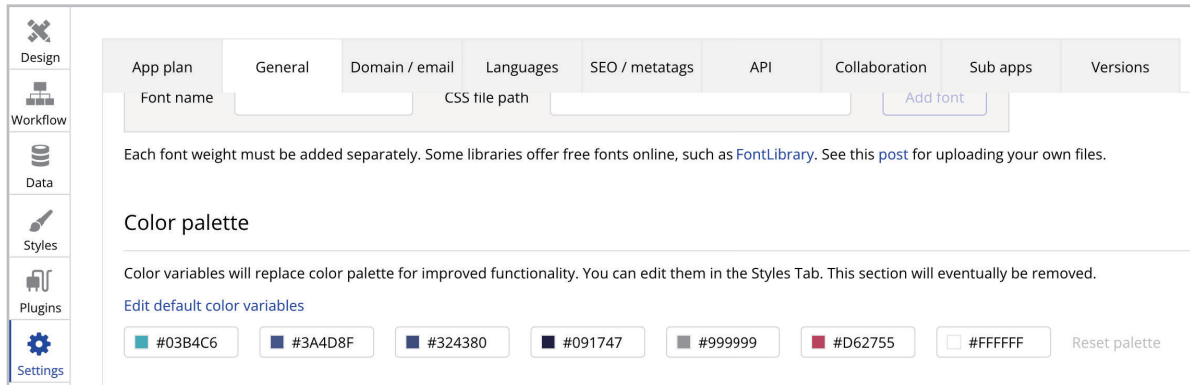 Design
Workflow
Data
Styles
Plugins
Settings
App plan General Domain / email Languages SEO / metatags API Collaboration Sub apps Versions
Font name CSS file path Add font
Each font weight must be added separately. Some libraries offer free fonts online, such as FontLibrary. See this post for uploading your own files.
Color palette
Color variables will replace color palette for improved functionality. You can edit them in the Styles Tab. This section will eventually be removed.
Edit default color variables
#03B4C6 #3A4D8F #324380 #091747 #999999 #D62755 #FFFFFF Reset palette